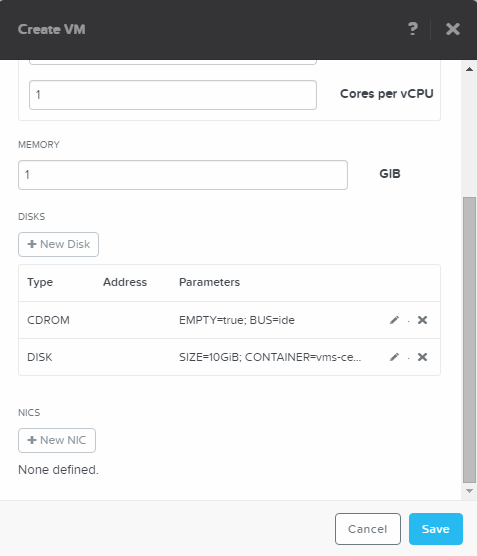 Create VM
?
1 Cores per vCPU
MEMORY
1 GIB
DISKS
+ New Disk
Type Address Parameters
CDROM EMPTY=true; BUS=ide
DISK SIZE=10GiB; CONTAINER=vms-ce...
NICS
+ New NIC
None defined.
Cancel Save